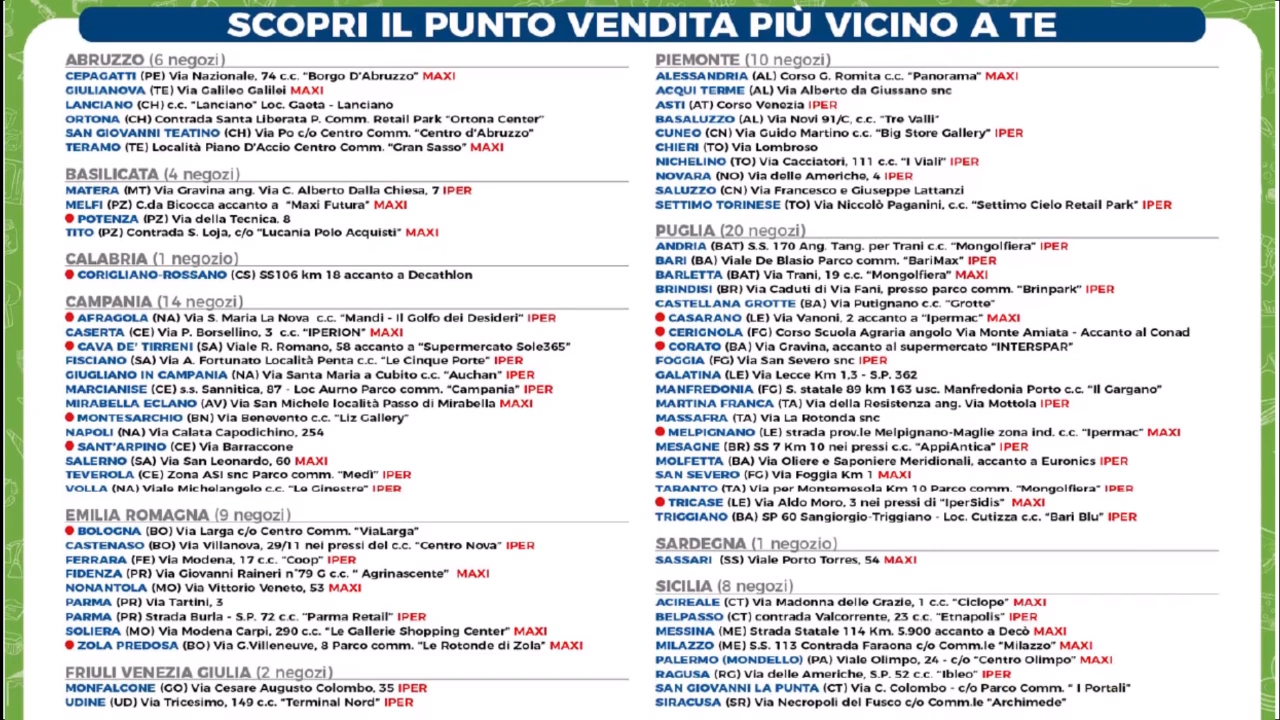 SCOPRI IL PUNTO VENDITA PIÙ VICINO A TE
ABRUZZO (6 negozi)
CEPAGATTI (PE) Via Nazionale, 74 c.c. "Borgo D'Abruzzo" MAXI
GIULIANOVA (TE) Via Galileo Galilei MAXI
LANCIANO (CH) c.c. "Lanciano" Loc. Gaeta - Lanciano
ORTONA (CH) Contrada Santa Liberata P. Comm. Retail Park "Ortona Center"
SAN GIOVANNI TEATINO (CH) Via Po c/o Centro Comm. "Centro d'Abruzzo"
TERAMO (TE) Località Piano D'Accio Centro Comm. "Gran Sasso" MAXI
BASILICATA (4 negozi)
MATERA (MT) Via Gravina ang. Via C. Alberto Dalla Chiesa, 7 IPER
MELFI (PZ) C.da Bicocca accanto a "Maxi Futura" MAXI
POTENZA (PZ) Via della Tecnica, 8
TITO (PZ) Contrada S. Loja, c/o "Lucania Polo Acquisti" MAXI
CALABRIA (1 negozio)
CORIGLIANO-ROSSANO (CS) SS106 km 18 accanto a Decathlon
CAMPANIA (14 negozi)
AFRAGOLA (NA) Via S. Maria La Nova c.c. "Mandi - Il Golfo dei Desideri" IPER
CASERTA (CE) Via P. Borsellino, 3 c.c. "IPERION" MAXI
CAVA DE' TIRRENI (SA) Viale R. Romano, 58 accanto a "Supermercato Sole365"
FISCIANO (SA) Via A. Fortunato Località Penta c.c. "Le Cinque Porte" IPER
GIUGLIANO IN CAMPANIA (NA) Via Santa Maria a Cubito c.c. "Auchan" IPER
MARCIANISE (CE) s.s. Sannitica, 87 - Loc Aurno Parco comm. "Campania" IPER
MIRABELLA ECLANO (AV) Via San Michele località Passo di Mirabella MAXI
MONTESARCHIO (BN) Via Benevento c.c. "Liz Gallery"
NAPOLI (NA) Via Calata Capodichino, 254
SANT'ARPINO (CE) Via Barraccone
SALERNO (SA) Via San Leonardo, 60 MAXI
TEVEROLA (CE) Zona ASI snc Parco comm. "Medì" IPER
VOLLA (NA) Viale Michelangelo c.c. "Le Ginestre" IPER
EMILIA ROMAGNA (9 negozi)
BOLOGNA (BO) Via Larga c/o Centro Comm. "ViaLarga"
CASTENASO (BO) Via Villanova, 29/11 nei pressi del c.c. "Centro Nova" IPER
FERRARA (FE) Via Modena, 17 c.c. "Coop" IPER
FIDENZA (PR) Via Giovanni Raineri n°79 G c.c. " Agrinascente" MAXI
NONANTOLA (MO) Via Vittorio Veneto, 53 MAXI
PARMA (PR) Via Tartini, 3
PARMA (PR) Strada Burla - S.P. 72 c.c. "Parma Retail" IPER
SOLIERA (MO) Via Modena Carpi, 290 c.c. "Le Gallerie Shopping Center" MAXI
ZOLA PREDOSA (BO) Via G.Villeneuve, 8 Parco comm. "Le Rotonde di Zola" MAXI
FRIULI VENEZIA GIULIA (2 negozi)
MONFALCONE (GO) Via Cesare Augusto Colombo, 35 IPER
UDINE (UD) Via Tricesimo, 149 c.c. "Terminal Nord" IPER
PIEMONTE (10 negozi)
ALESSANDRIA (AL) Corso G. Romita c.c. "Panorama" MAXI
ACQUI TERME (AL) Via Alberto da Giussano snc
ASTI (AT) Corso Venezia IPER
BASALUZZO (AL) Via Novi 91/C, c.c. "Tre Valli"
CUNEO (CN) Via Guido Martino c.c. "Big Store Gallery" IPER
CHIERI (TO) Via Lombroso
NICHELINO (TO) Via Cacciatori, 111 c.c. "I Viali" IPER
NOVARA (NO) Via delle Americhe, 4 IPER
SALUZZO (CN) Via Francesco e Giuseppe Lattanzi
SETTIMO TORINESE (TO) Via Niccolò Paganini, c.c. "Settimo Cielo Retail Park" IPER
PUGLIA (20 negozi)
ANDRIA (BAT) S.S. 170 Ang. Tang. per Trani c.c. "Mongolfiera" IPER
BARI (BA) Viale De Blasio Parco comm. "BariMax" IPER
BARLETTA (BAT) Via Trani, 19 c.c. "Mongolfiera" MAXI
BRINDISI (BR) Via Caduti di Via Fani, presso parco comm. "Brinpark" IPER
CASTELLANA GROTTE (BA) Via Putignano c.c. "Grotte"
CASARANO (LE) Via Vanoni, 2 accanto a "Ipermac" MAXI
CERIGNOLA (FG) Corso Scuola Agraria angolo Via Monte Amiata - Accanto al Conad
CORATO (BA) Via Gravina, accanto al supermercato "INTERSPAR"
FOGGIA (FG) Via San Severo snc IPER
GALATINA (LE) Via Lecce Km 1,3 - S.P. 362
MANFREDONIA (FG) S. statale 89 km 163 usc. Manfredonia Porto c.c. "Il Gargano"
MARTINA FRANCA (TA) Via della Resistenza ang. Via Mottola IPER
MASSAFRA (TA) Via La Rotonda snc
MELPIGNANO (LE) strada prov.le Melpignano-Maglie zona ind. c.c. "Ipermac" MAXI
MESAGNE (BR) SS 7 Km 10 nei pressi c.c. "AppiAntica" IPER
MOLFETTA (BA) Via Oliere e Saponiere Meridionali, accanto a Euronics IPER
SAN SEVERO (FG) Via Foggia Km 1 MAXI
TARANTO (TA) Via per Montemesola Km 10 Parco comm. "Mongolfiera" IPER
TRICASE (LE) Via Aldo Moro, 3 nei pressi di "IperSidis" MAXI
TRIGGIANO (BA) SP 60 Sangiorgio-Triggiano - Loc. Cutizza c.c. "Bari Blu" IPER
SARDEGNA (1 negozio)
SASSARI (SS) Viale Porto Torres, 54 MAXI
SICILIA (8 negozi)
ACIREALE (CT) Via Madonna delle Grazie, 1 c.c. "Ciclope" MAXI
BELPASSO (CT) contrada Valcorrente, 23 c.c. "Etnapolis" IPER
MESSINA (ME) Strada Statale 114 Km. 5.900 accanto a Decò MAXI
MILAZZO (ME) S.S. 113 Contrada Faraona c/o Comm.le "Milazzo" MAXI
PALERMO (MONDELLO) (PA) Viale Olimpo, 24 - c/o "Centro Olimpo" MAXI
RAGUSA (RG) Via delle Americhe, S.P. 52 c.c. "Ibleo" IPER
SAN GIOVANNI LA PUNTA (CT) Via C. Colombo - c/o Parco Comm. " I Portali"
SIRACUSA (SR) Via Necropoli del Fusco c/o Comm.le "Archimede"